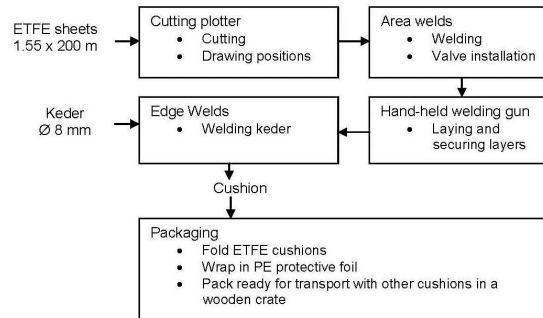 ETFE sheets
1.55 x 200 m
Cutting plotter
• Cutting
• Drawing positions
Area welds
• Welding
• Valve installation
Keder
Ø 8 mm
Edge Welds
• Welding keder
Hand-held welding gun
• Laying and
securing layers
Cushion
Packaging
• Fold ETFE cushions
• Wrap in PE protective foil
• Pack ready for transport with other cushions in a
wooden crate